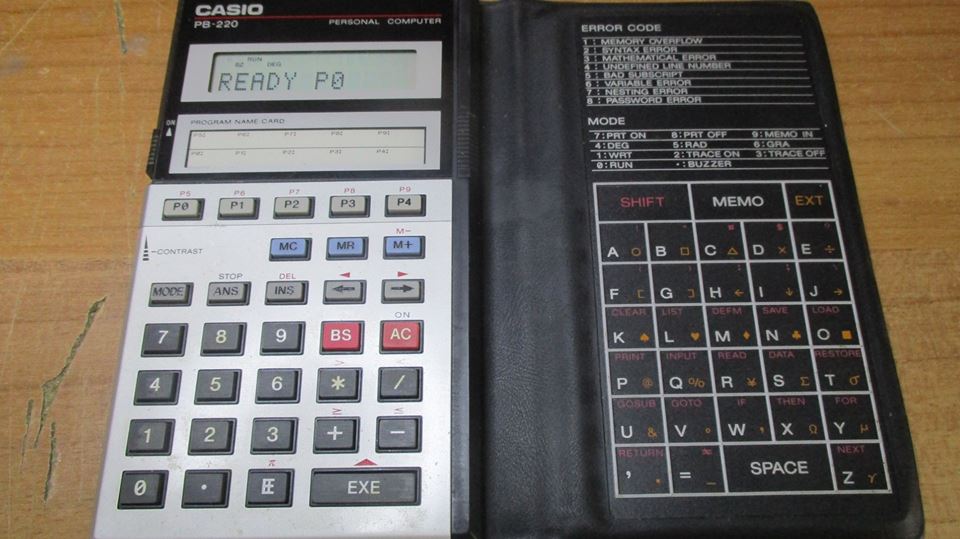 CASIO
PB-220
PERSONAL COMPUTER
RUN
DEG
READY P0
ON
PROGRAM NAME CARD
P5 P6 P7 P8 P9
P0 P1 P2 P3 P4
CONTRAST
M-
MC MR M+
STOP DEL
MODE ANS INS ← →
ON
7 8 9 BS AC
> <
4 5 6 * /
≥ ≤
1 2 3 + -
π
0 . E EXE
ERROR CODE
1 : MEMORY OVERFLOW
2 : SYNTAX ERROR
3 : MATHEMATICAL ERROR
4 : UNDEFINED LINE NUMBER
5 : BAD SUBSCRIPT
6 : VARIABLE ERROR
7 : NESTING ERROR
8 : PASSWORD ERROR
MODE
7:PRT ON 8:PRT OFF 9:MEMO IN
4:DEG 5:RAD 6:GRA
1:WRT 2:TRACE ON 3:TRACE OFF
0:RUN •:BUZZER
SHIFT MEMO EXT
A ○ B □ C △ D × E ÷
F [ G ] H ← I ↓ J →
CLEAR LIST DEFM SAVE LOAD
K ♠ L ♥ M ♦ N ♣ O ■
PRINT INPUT READ DATA RESTORE
P @ Q % R ¥ S Σ T σ
GOSUB GOTO IF THEN FOR
U & V W X Ω Y μ
RETURN NEXT
, = _ SPACE Z γ